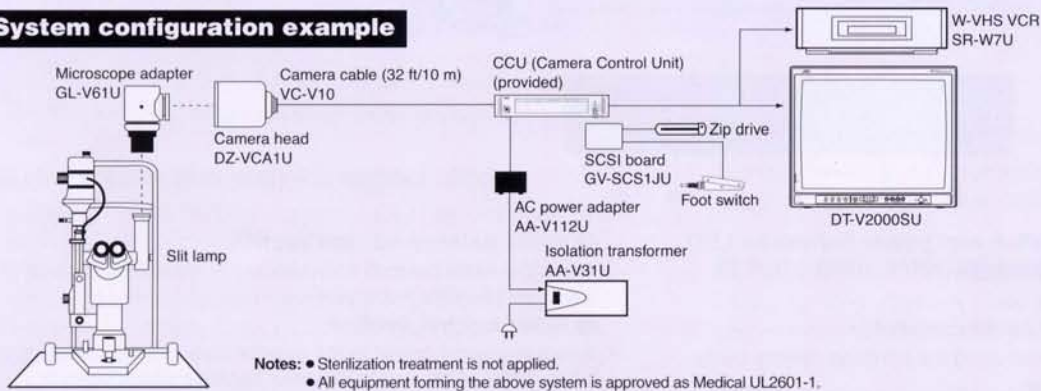 System configuration example
Microscope adapter
GL-V61U
Camera cable (32 ft/10 m)
VC-V10
CCU (Camera Control Unit)
(provided)
W-VHS VCR
SR-W7U
Camera head
DZ-VCA1U
Zip drive
SCSI board
GV-SCS1JU
Foot switch
DT-V2000SU
AC power adapter
AA-V112U
Slit lamp
Isolation transformer
AA-V31U
Notes: ● Sterilization treatment is not applied.
● All equipment forming the above system is approved as Medical UL2601-1.